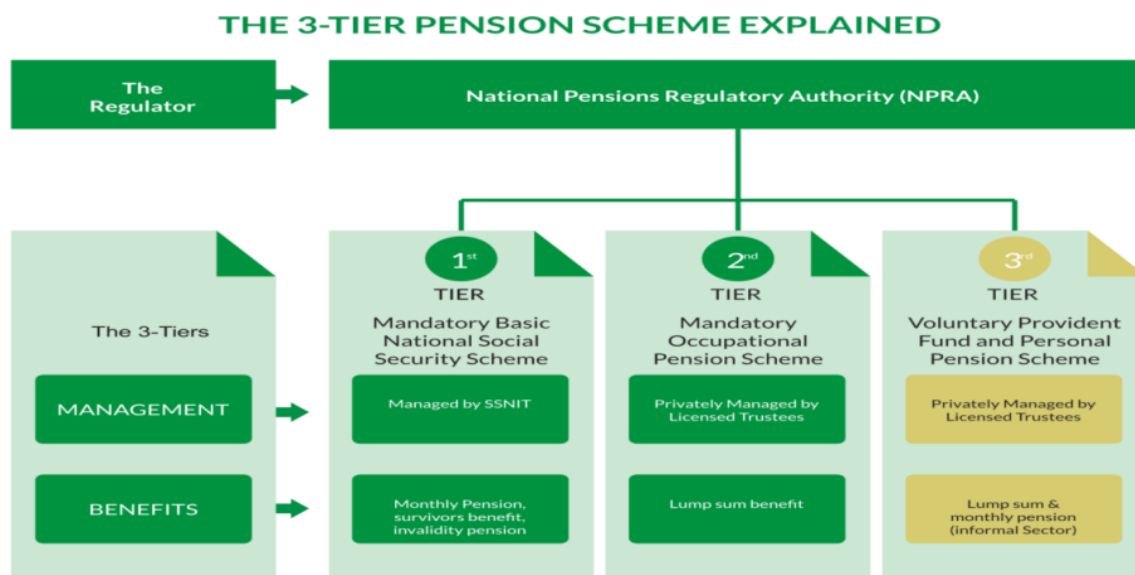 THE 3-TIER PENSION SCHEME EXPLAINED
The
Regulator
National Pensions Regulatory Authority (NPRA)
The 3-Tiers
MANAGEMENT
BENEFITS
1st
TIER
Mandatory Basic
National Social
Security Scheme
Managed by SSNIT
Monthly Pension,
survivors benefit,
invalidity pension
2nd
TIER
Mandatory
Occupational
Pension Scheme
Privately Managed by
Licensed Trustees
Lump sum benefit
3rd
TIER
Voluntary Provident
Fund and Personal
Pension Scheme
Privately Managed by
Licensed Trustees
Lump sum &
monthly pension
(informal Sector)